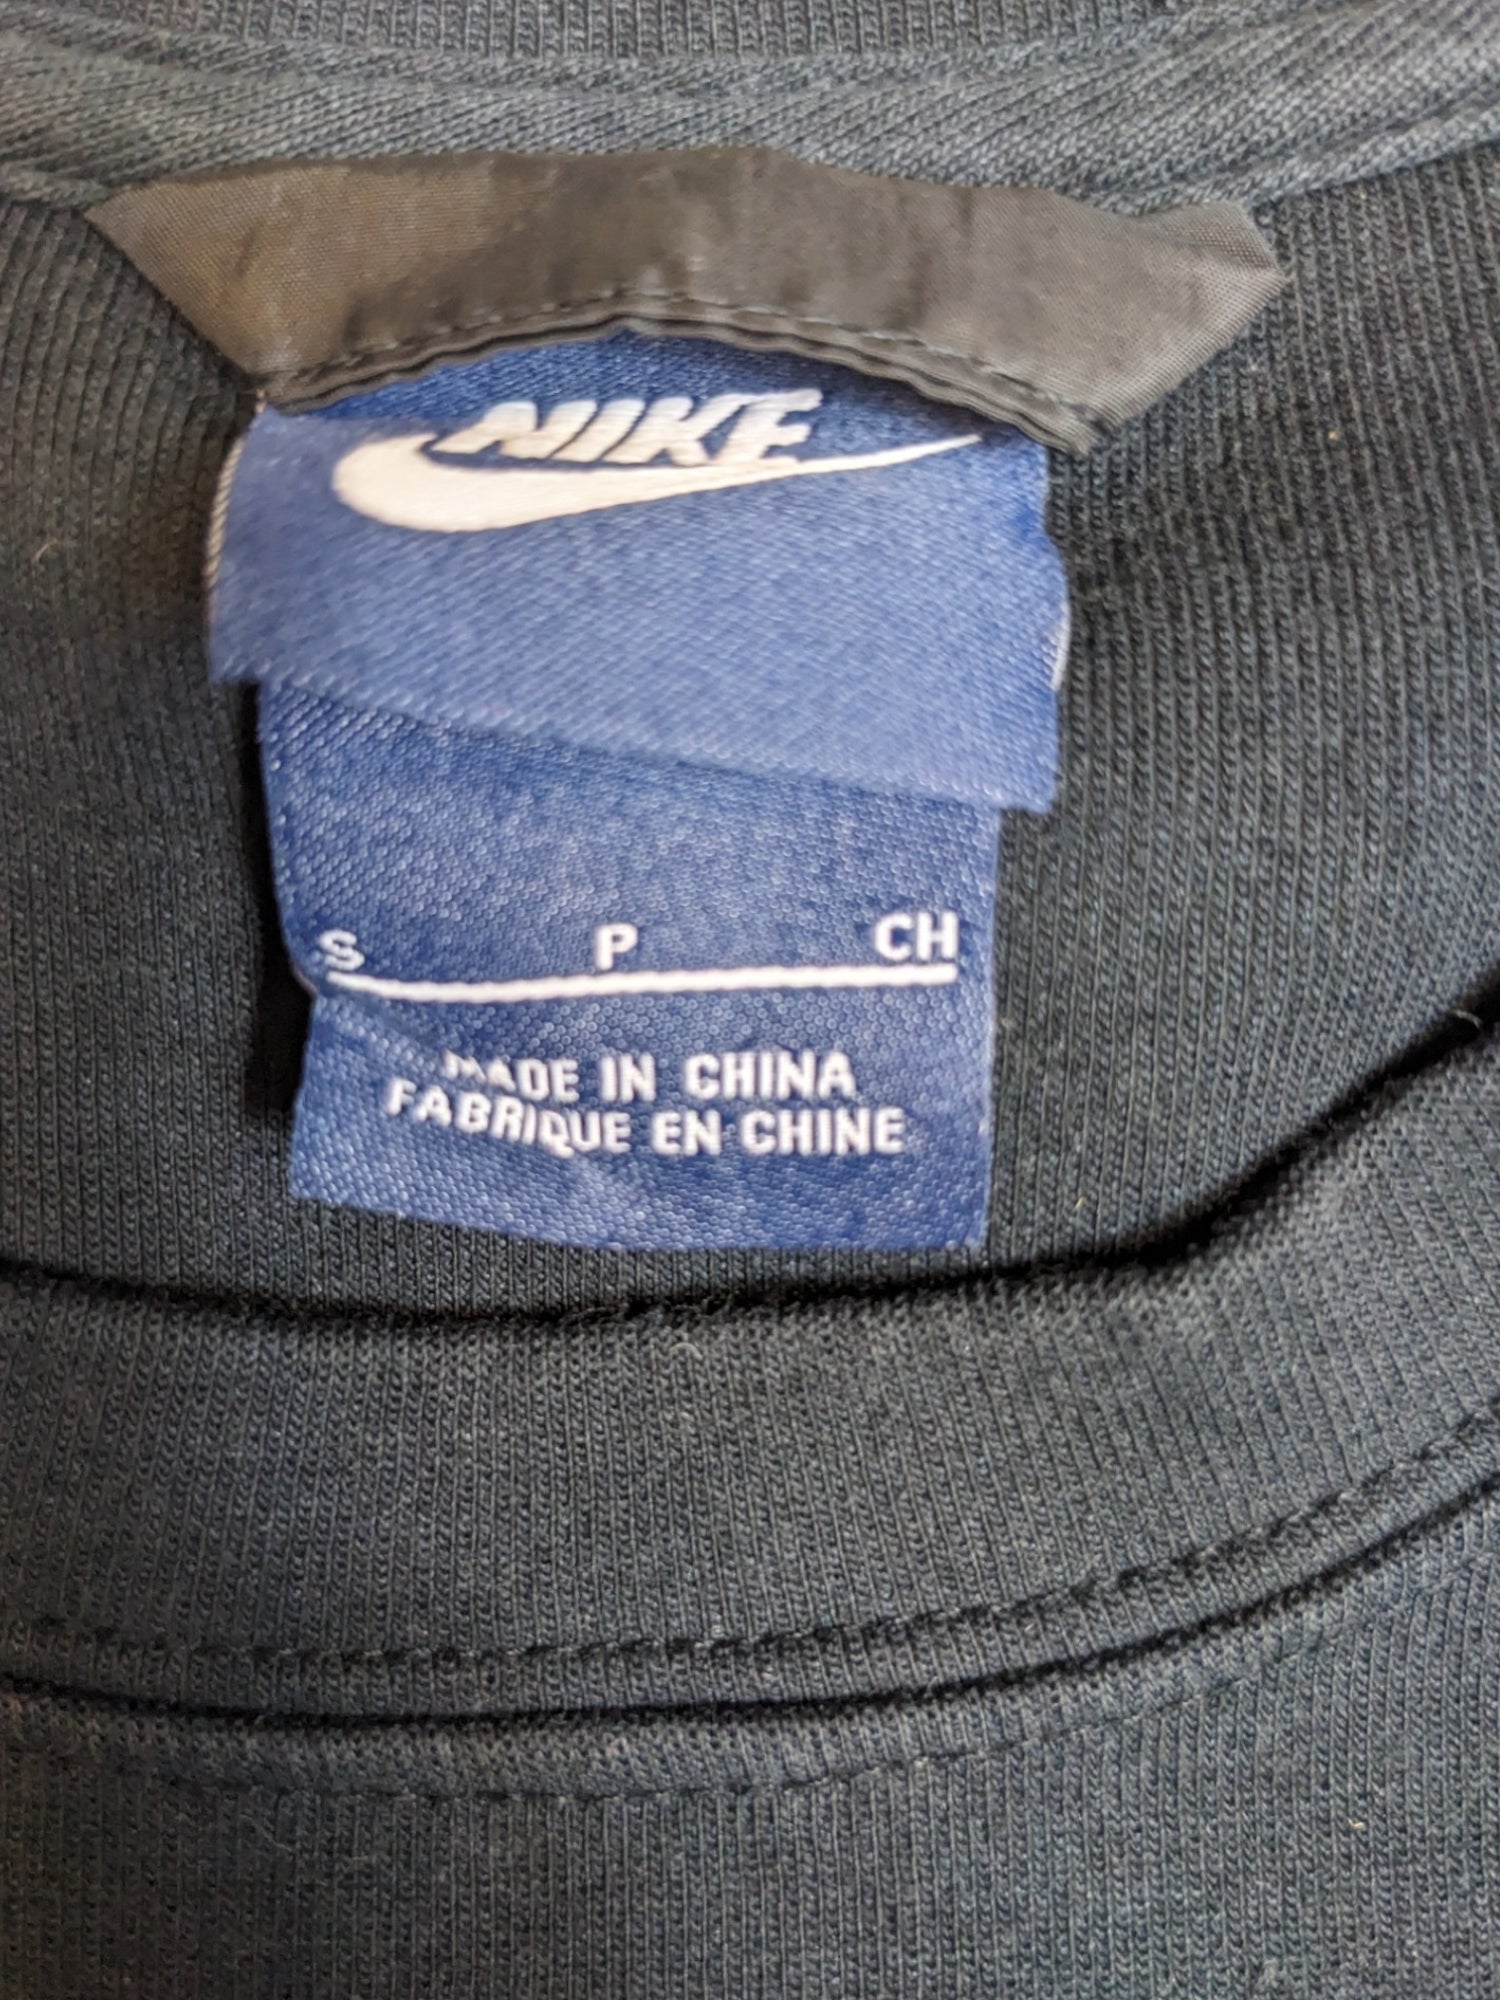 NIKE
S P CH
MADE IN CHINA
FABRIQUE EN CHINE